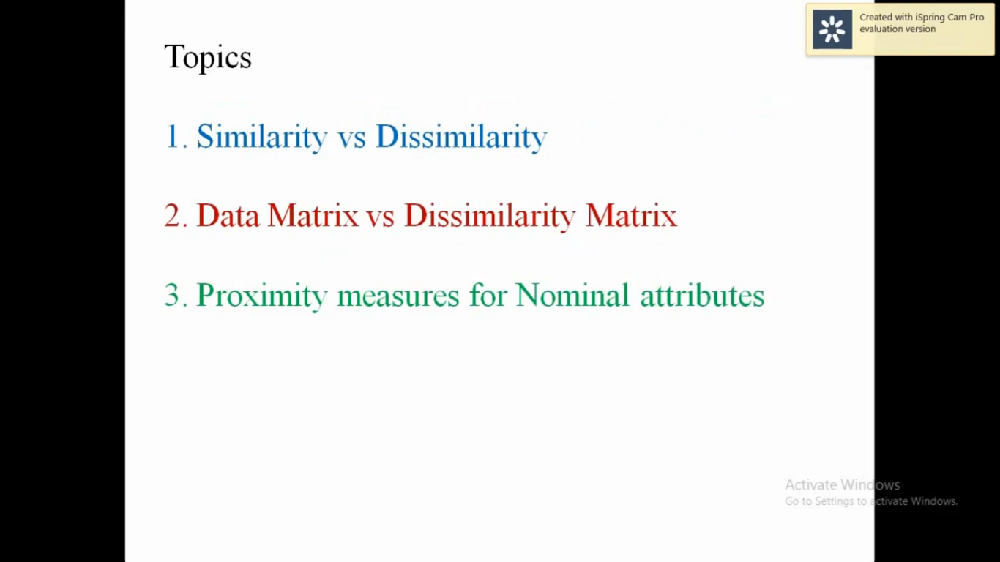 Created with iSpring Cam Pro
evaluation version
Topics
1. Similarity vs Dissimilarity
2. Data Matrix vs Dissimilarity Matrix
3. Proximity measures for Nominal attributes
Activate Windows
Go to Settings to activate Windows.